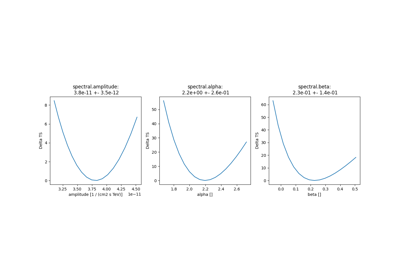 spectral.amplitude:
3.8e-11 +- 3.5e-12
Delta TS
8
6
4
2
0
3.25 3.50 3.75 4.00 4.25 4.50
amplitude [1 / (cm2 s TeV)] 1e−11
spectral.alpha:
2.2e+00 +- 2.6e-01
Delta TS
50
40
30
20
10
0
1.8 2.0 2.2 2.4 2.6
alpha []
spectral.beta:
2.3e-01 +- 1.4e-01
Delta TS
60
50
40
30
20
10
0
0.0 0.1 0.2 0.3 0.4 0.5
beta []